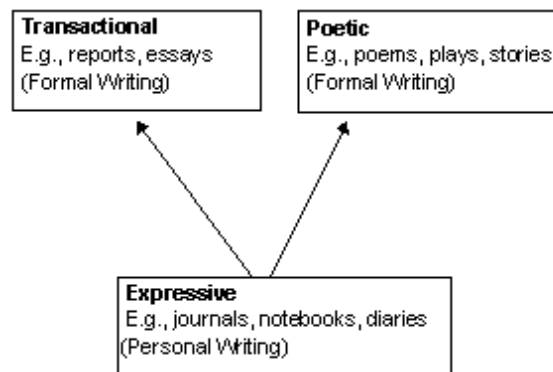 Transactional
E.g., reports, essays
(Formal Writing)
Poetic
E.g., poems, plays, stories
(Formal Writing)
Expressive
E.g., journals, notebooks, diaries
(Personal Writing)